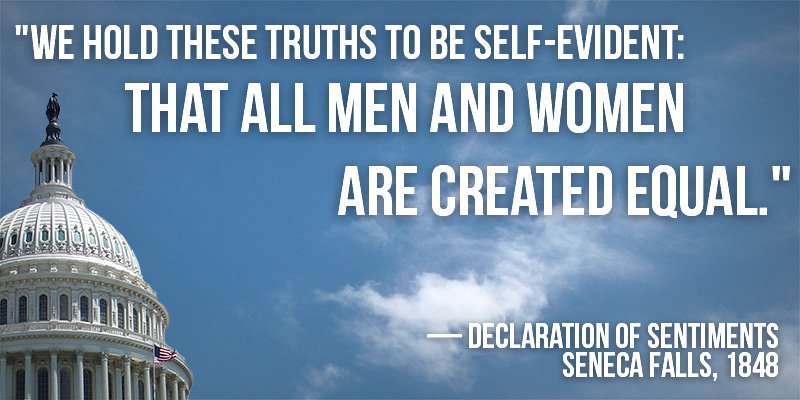 "WE HOLD THESE TRUTHS TO BE SELF-EVIDENT:
THAT ALL MEN AND WOMEN
ARE CREATED EQUAL."
— DECLARATION OF SENTIMENTS
SENECA FALLS, 1848